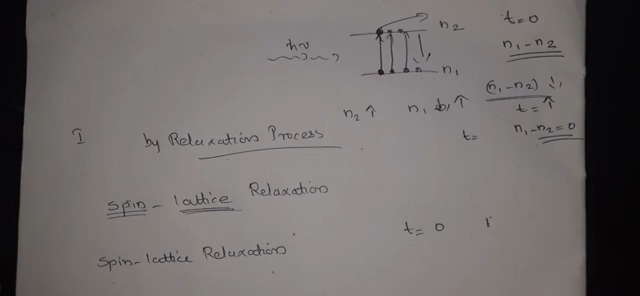 hν
n₂
t=0
n₁-n₂
n₁
(n₁-n₂) ↓
t = ↑
n₂ ↑
n₁ ↓, ↑
t=
n₁-n₂=0
I by Relaxation Process
Spin-lattice Relaxation
t= 0
Spin-lattice Relaxation